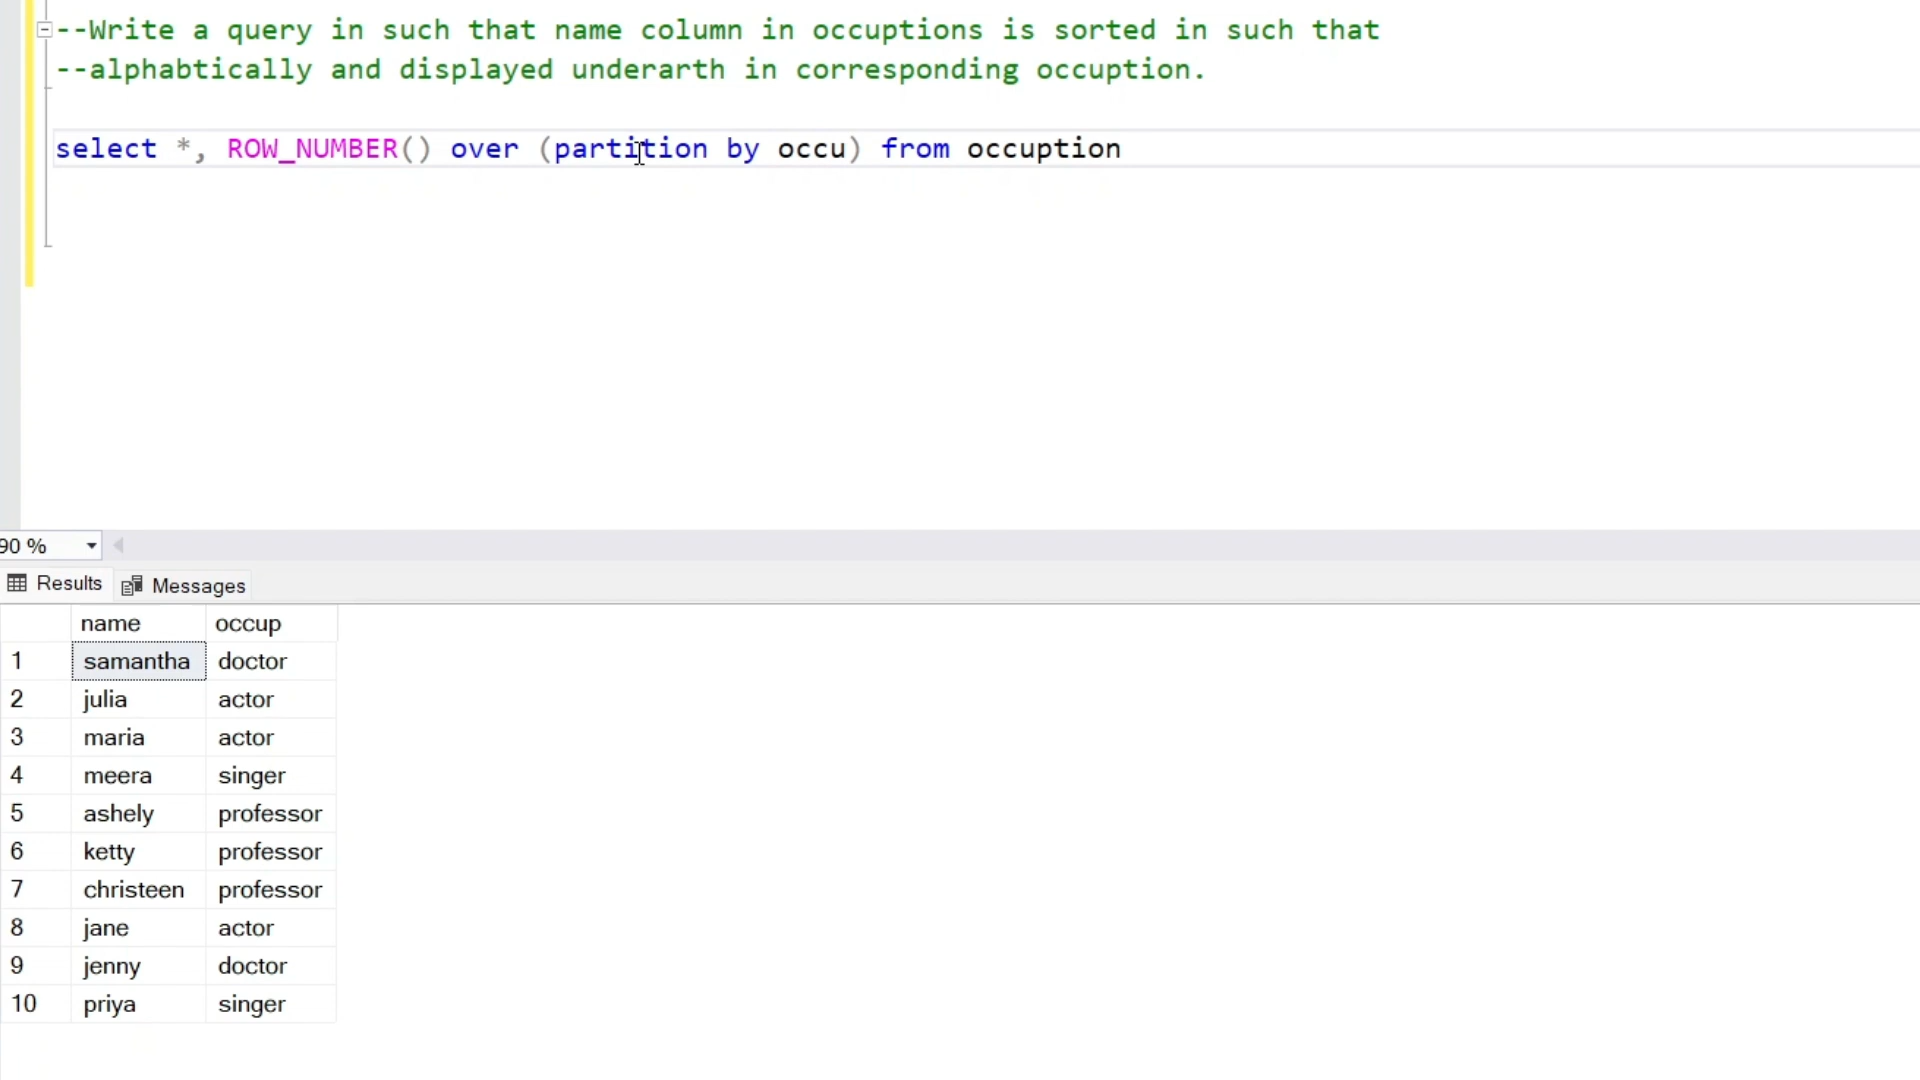 --Write a query in such that name column in occuptions is sorted in such that
--alphabtically and displayed underarth in corresponding occuption.
select *, ROW_NUMBER() over (partition by occu) from occuption
90 %
Results Messages
name occup
1 samantha doctor
2 julia actor
3 maria actor
4 meera singer
5 ashely professor
6 ketty professor
7 christeen professor
8 jane actor
9 jenny doctor
10 priya singer